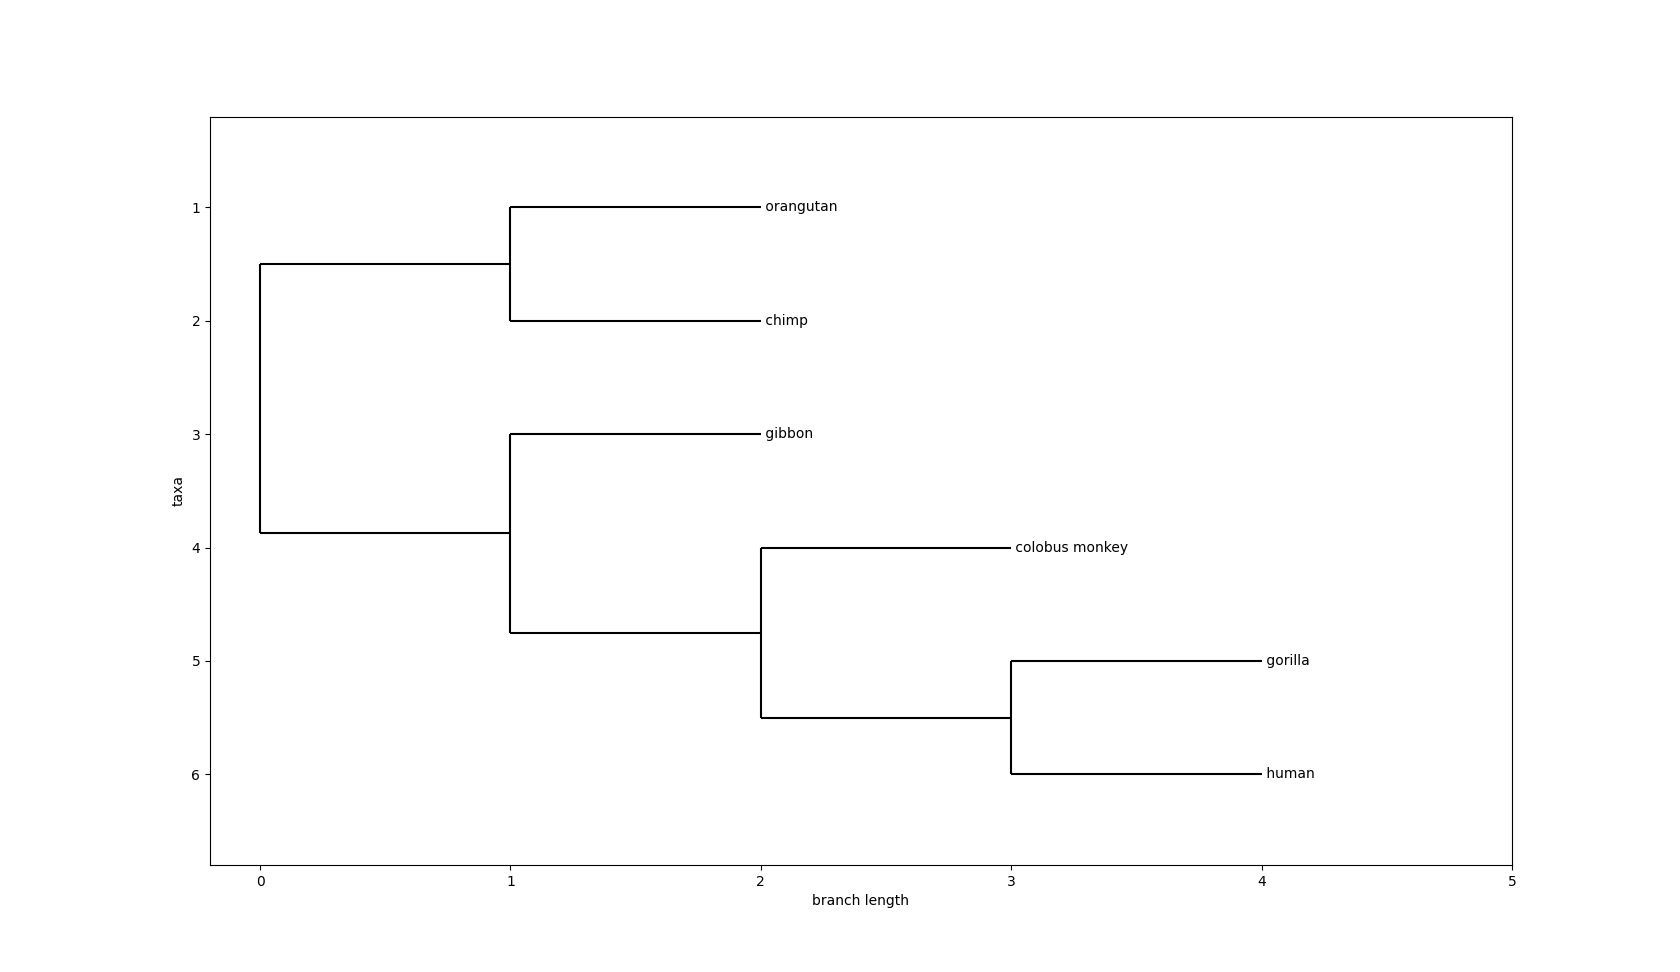 1
orangutan
2
chimp
3
gibbon
taxa
4
colobus monkey
5
gorilla
6
human
0 1 2 3 4 5
branch length